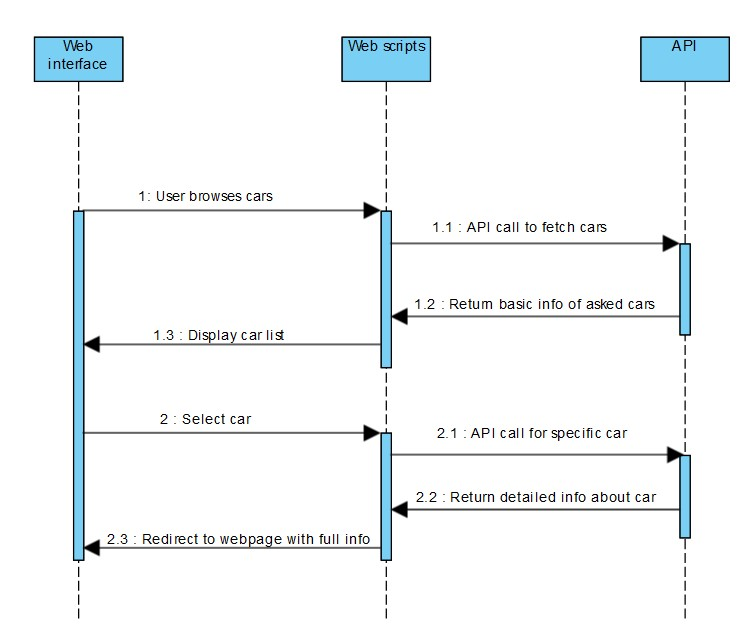 Web
interface
Web scripts
API
1: User browses cars
1.1 : API call to fetch cars
1.2 : Return basic info of asked cars
1.3 : Display car list
2 : Select car
2.1 : API call for specific car
2.2 : Return detailed info about car
2.3 : Redirect to webpage with full info